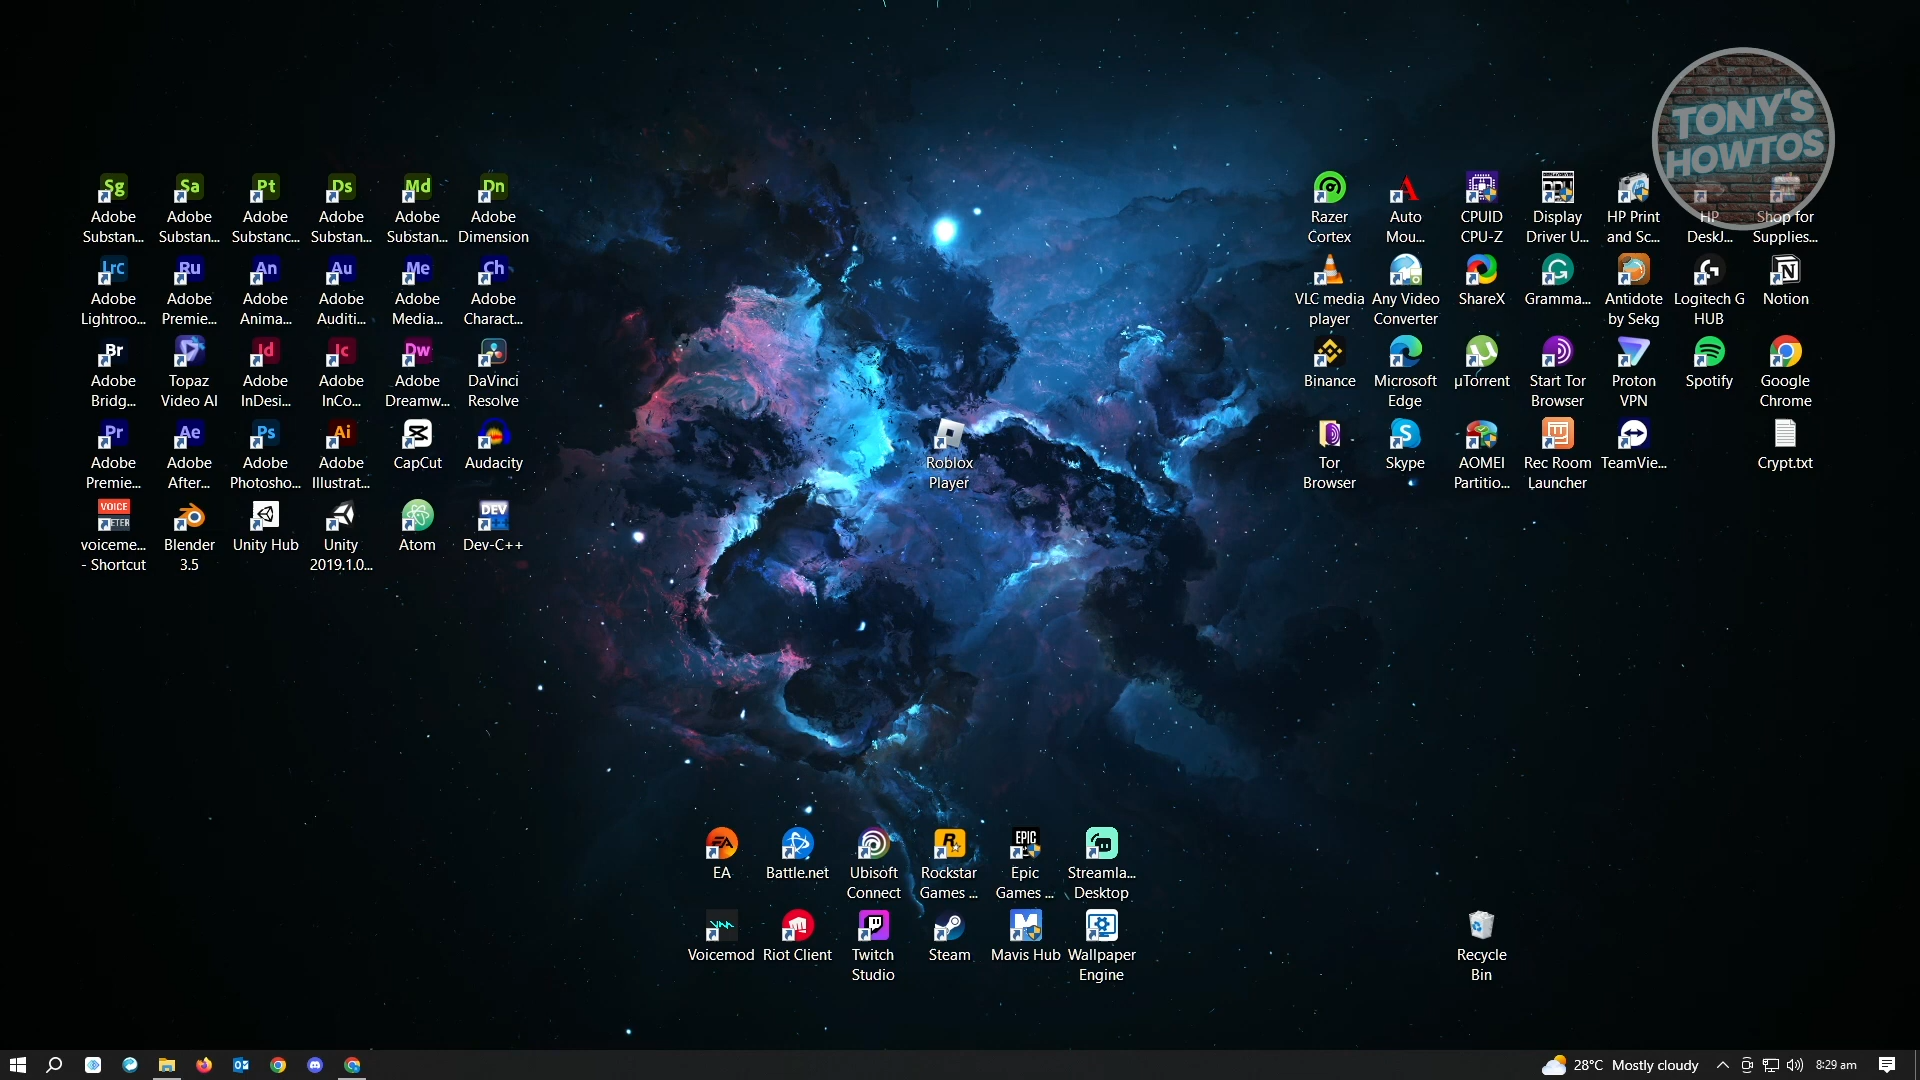 TONY'S
HOWTOS
Sg Sa Pt Ds Md Dn
Adobe Substan...
Adobe Substan...
Adobe Substanc...
Adobe Substan...
Adobe Substan...
Adobe Dimension
Lrc Ru An Au Me Ch
Adobe Lightroo...
Adobe Premie...
Adobe Anima...
Adobe Auditi...
Adobe Media...
Adobe Charact...
Br Id Ic Dw
Adobe Bridg...
Topaz Video AI
Adobe InDesi...
Adobe InCo...
Adobe Dreamw...
DaVinci Resolve
Pr Ae Ps Ai
Adobe Premie...
Adobe After...
Adobe Photosho...
Adobe Illustrat...
CapCut
Audacity
VOICE
DEV
voiceme... - Shortcut
Blender 3.5
Unity Hub
Unity 2019.1.0...
Atom
Dev-C++
Roblox Player
Razer Cortex
Auto Mou...
CPUID CPU-Z
Display Driver U...
HP Print and Sc...
HP DeskJ...
Shop for Supplies...
VLC media player
Any Video Converter
ShareX
Gramma...
Antidote by Sekg
Logitech G HUB
Notion
Binance
Microsoft Edge
µTorrent
Start Tor Browser
Proton VPN
Spotify
Google Chrome
Tor Browser
Skype
AOMEI Partitio...
Rec Room Launcher
TeamVie...
Crypt.txt
EA
Battle.net
Ubisoft Connect
Rockstar Games ...
EPIC
Epic Games ...
Streamla... Desktop
Voicemod
Riot Client
Twitch Studio
Steam
Mavis Hub
Wallpaper Engine
Recycle Bin
28°C Mostly cloudy
8:29 am